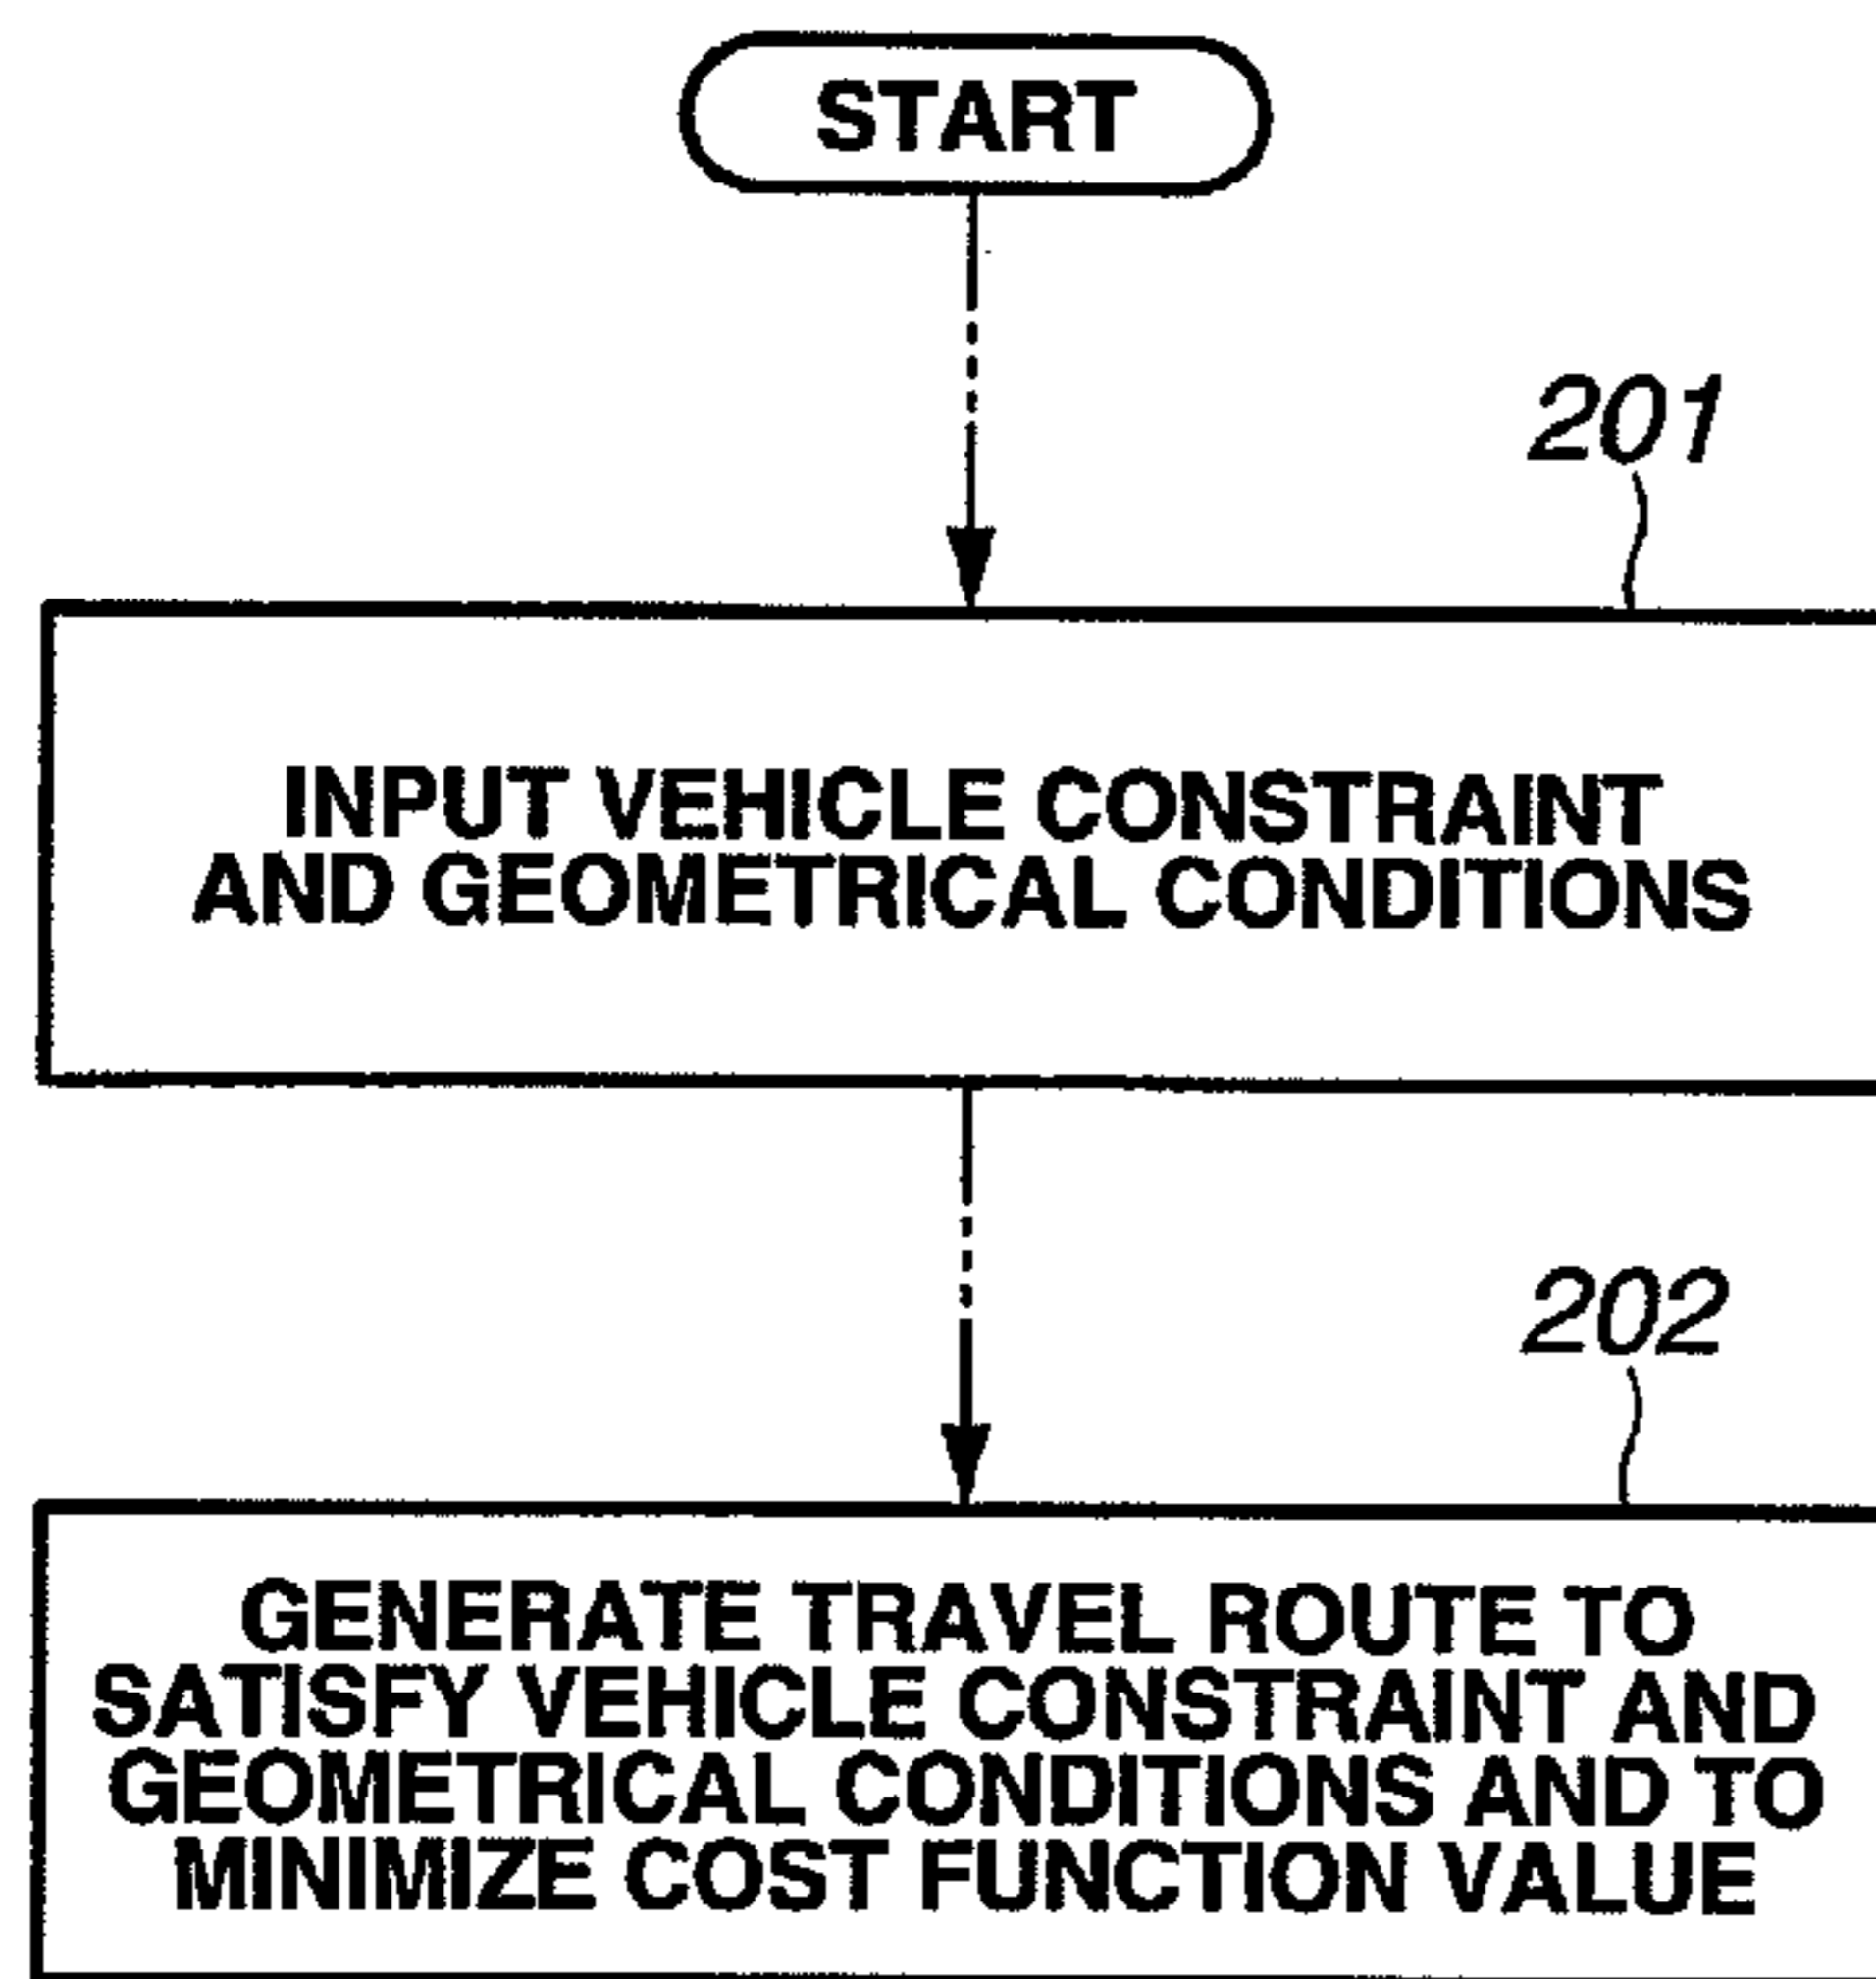 START
201
INPUT VEHICLE CONSTRAINT
AND GEOMETRICAL CONDITIONS
202
GENERATE TRAVEL ROUTE TO
SATISFY VEHICLE CONSTRAINT AND
GEOMETRICAL CONDITIONS AND TO
MINIMIZE COST FUNCTION VALUE